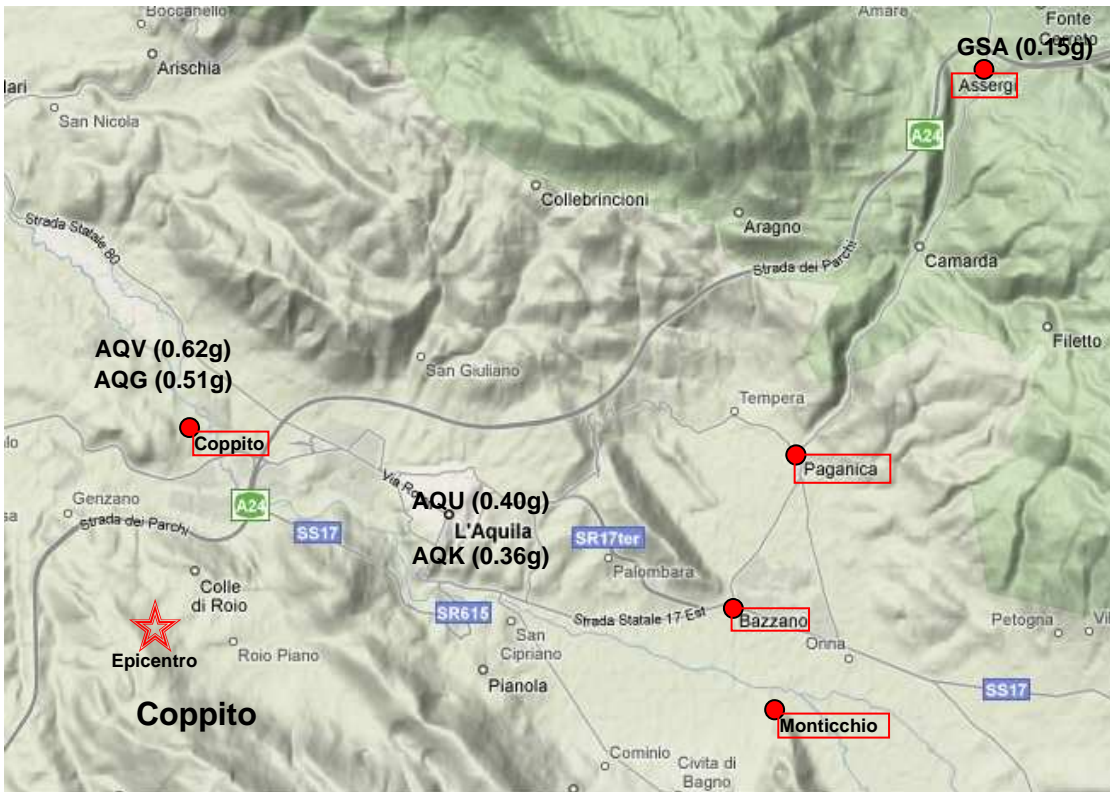 Boccanello
Arischia
lari
San Nicola
Amare
Fonte
Cerreto
GSA (0.15g)
Assergi
A24
Collebrincioni
Aragno
Strada Statale 80
Strada dei Parchi
Camarda
Filetto
AQV (0.62g)
AQG (0.51g)
San Giuliano
Tempera
Coppito
Paganica
Genzano
Strada dei Parchi
A24
SS17
AQU (0.40g)
L'Aquila
AQK (0.36g)
SR17ter
Palombara
Colle
di Roio
SR615
Strada Statale 17 Est
Bazzano
Petogna
Epicentro
Roio Piano
San
Cipriano
Onna
Pianola
SS17
Coppito
Monticchio
Cominio
Civita di
Bagno